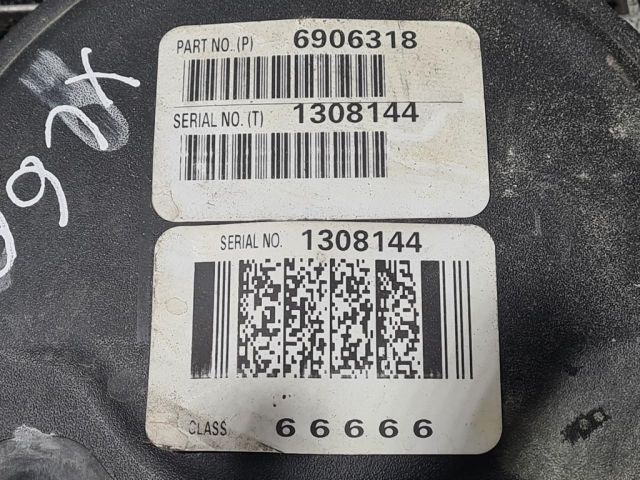 PART NO. (P) 6906318
SERIAL NO. (T) 1308144
SERIAL NO. 1308144
CLASS 66666